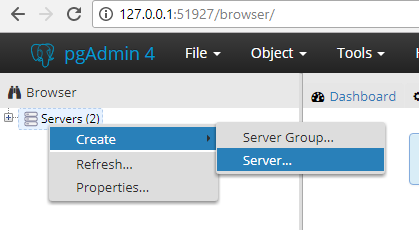 127.0.0.1:51927/browser/
pgAdmin 4 File Object Tools
Browser Dashboard
Servers (2)
Create Server Group...
Server...
Refresh...
Properties...